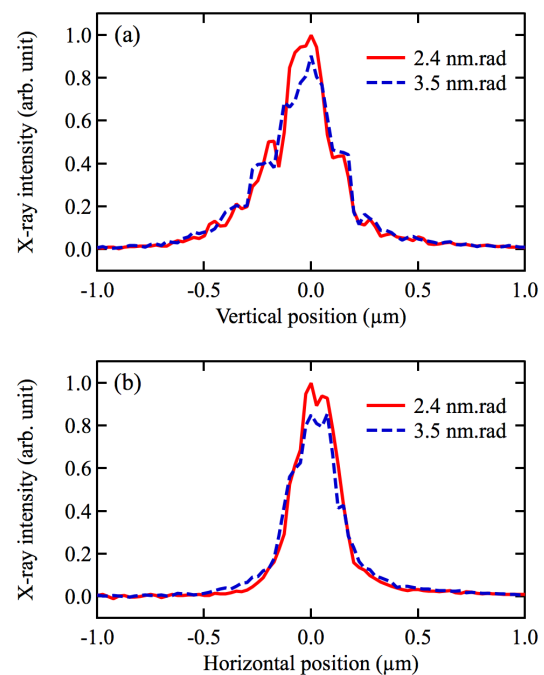 (a)
2.4 nm.rad
3.5 nm.rad
X-ray intensity (arb. unit)
1.0
0.8
0.6
0.4
0.2
0.0
-1.0 -0.5 0.0 0.5 1.0
Vertical position (µm)
(b)
2.4 nm.rad
3.5 nm.rad
X-ray intensity (arb. unit)
1.0
0.8
0.6
0.4
0.2
0.0
-1.0 -0.5 0.0 0.5 1.0
Horizontal position (µm)